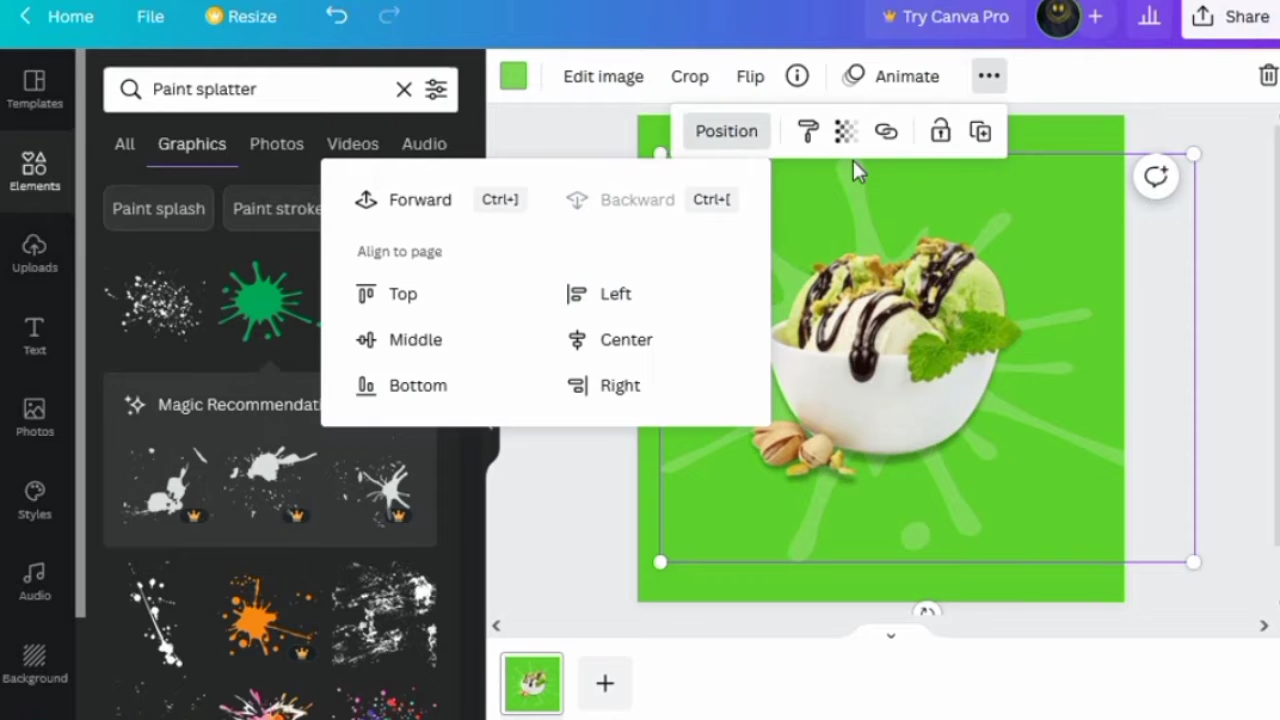 Home File Resize Try Canva Pro Share
Paint splatter
Edit image Crop Flip Animate
Templates
All Graphics Photos Videos Audio
Position
Elements
Paint splash Paint stroke
Forward Ctrl+] Backward Ctrl+[
Align to page
Uploads
Top Left
Middle Center
Text
Bottom Right
Magic Recommendati
Photos
Styles
Audio
Background